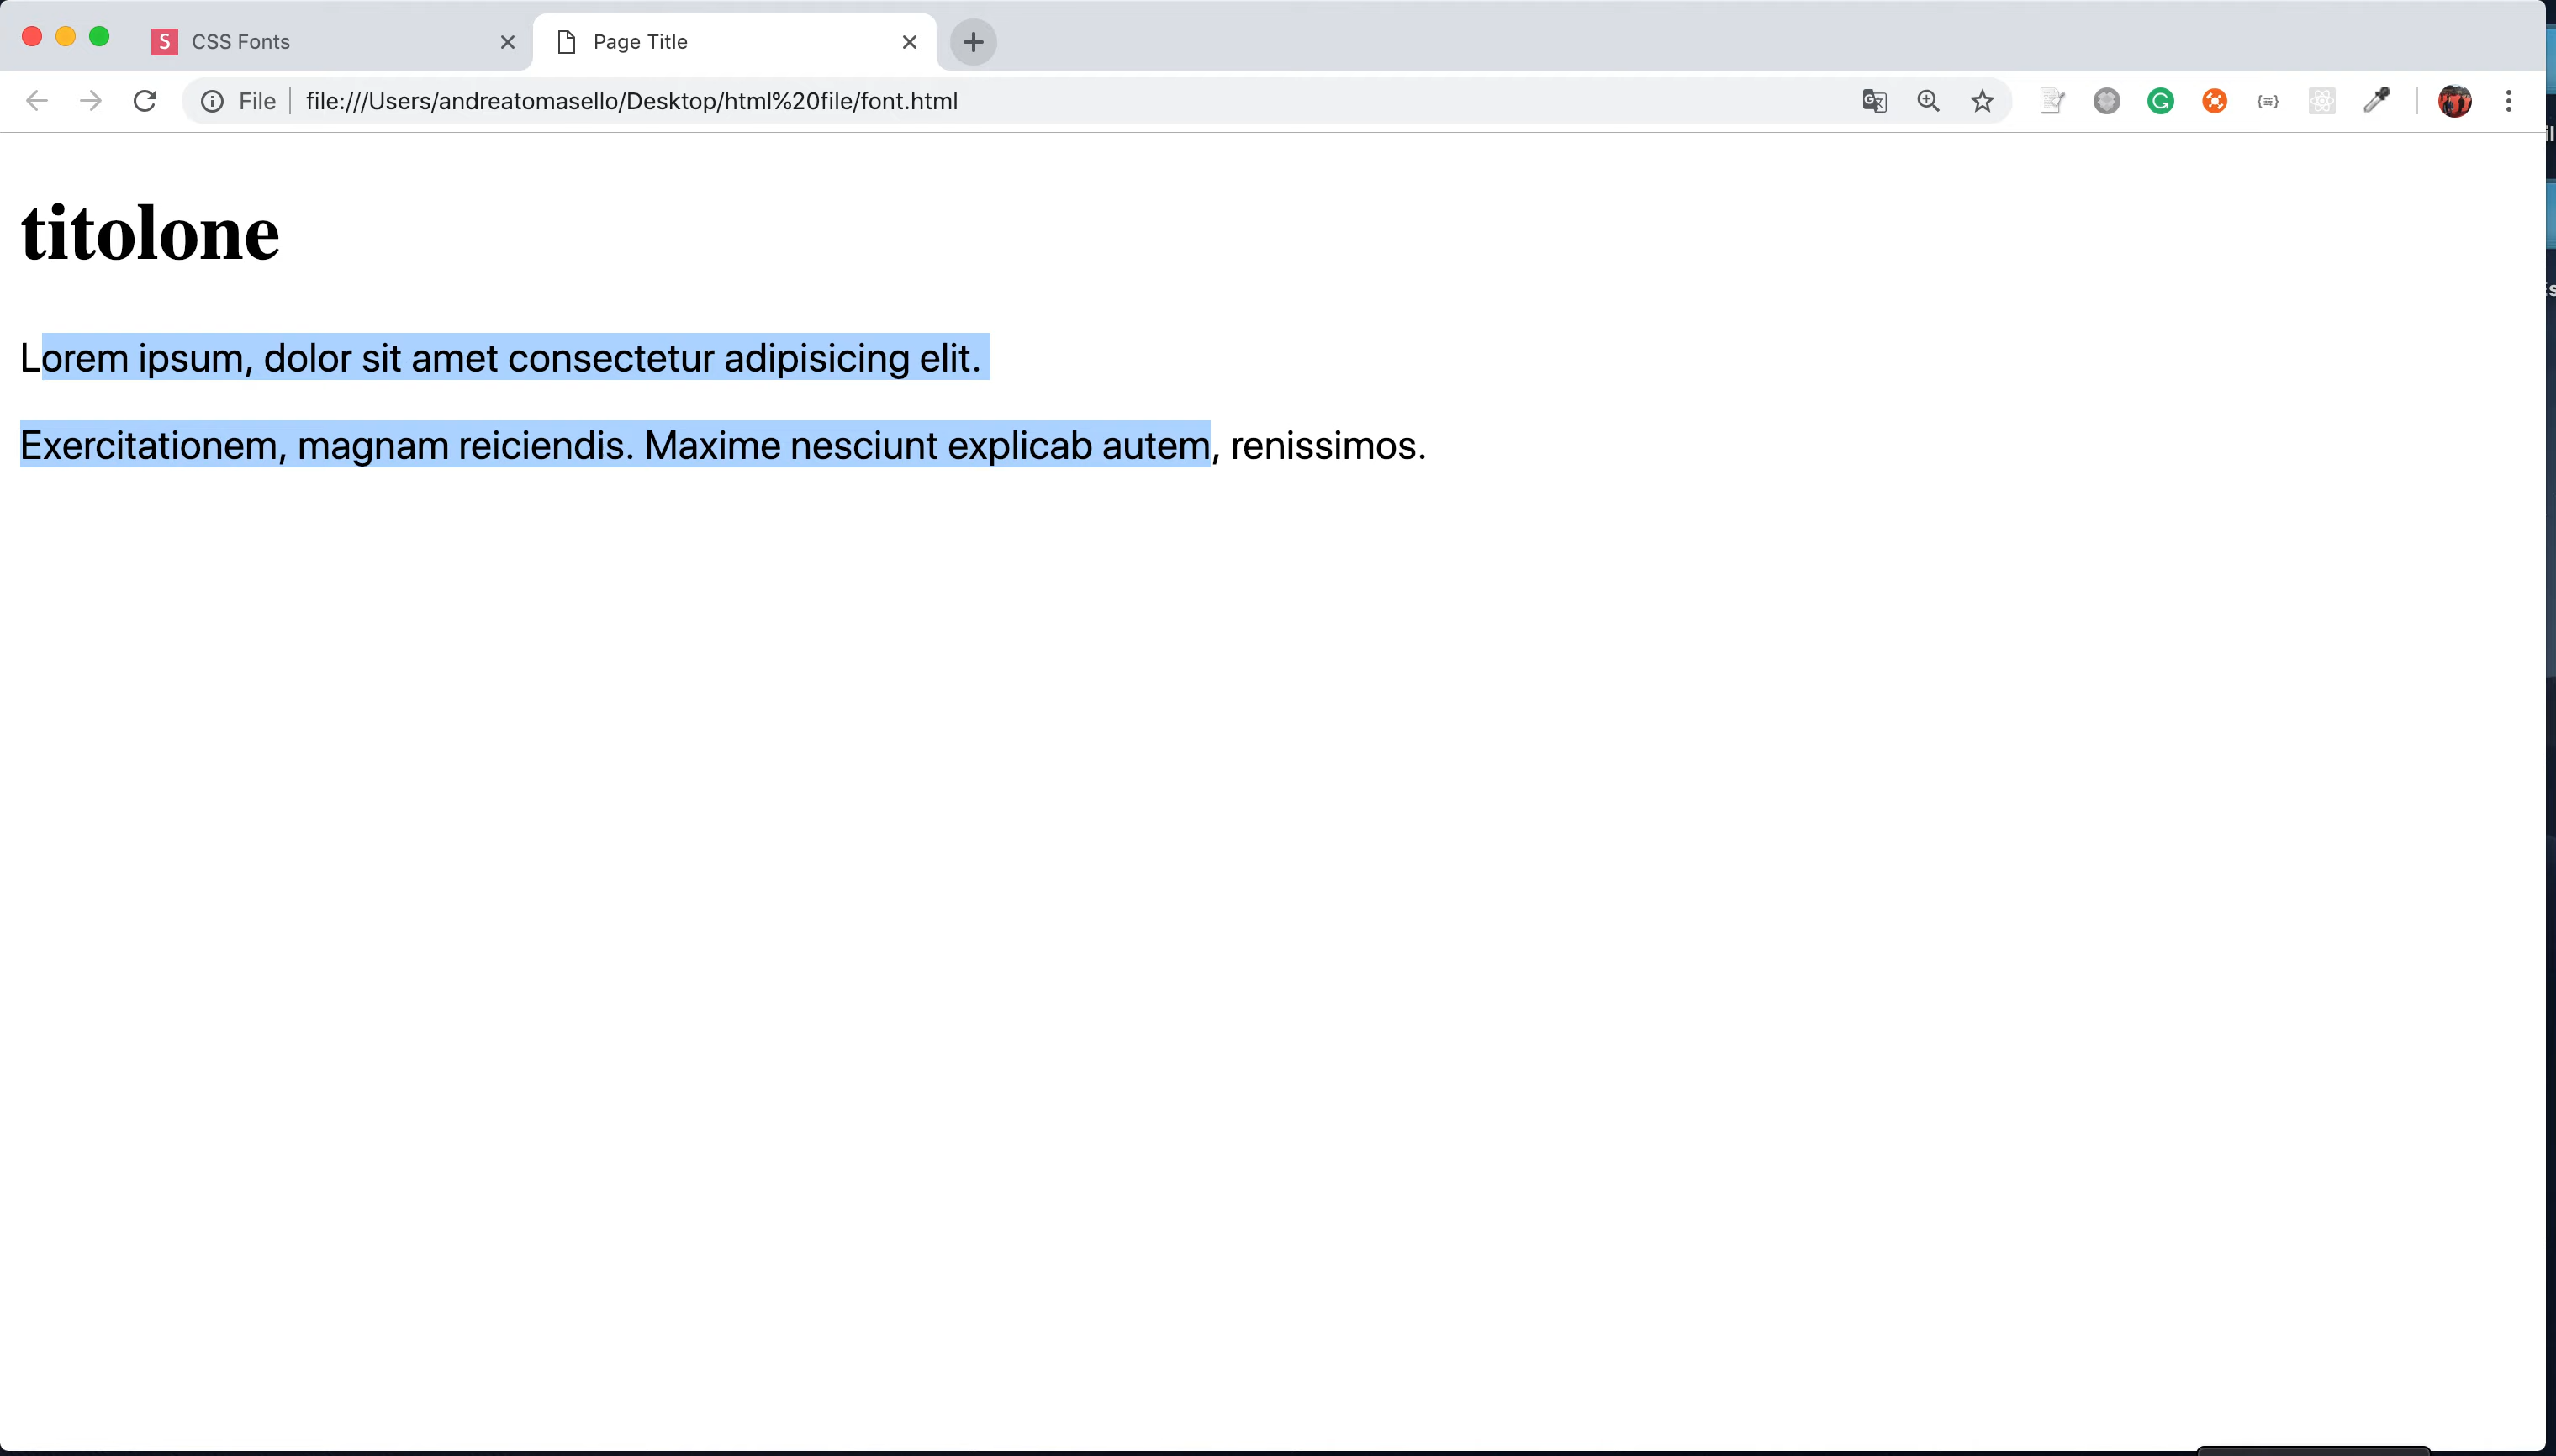 S CSS Fonts
Page Title
File file:///Users/andreatomasello/Desktop/html%20file/font.html
titolone
Lorem ipsum, dolor sit amet consectetur adipisicing elit.
Exercitationem, magnam reiciendis. Maxime nesciunt explicab autem, renissimos.